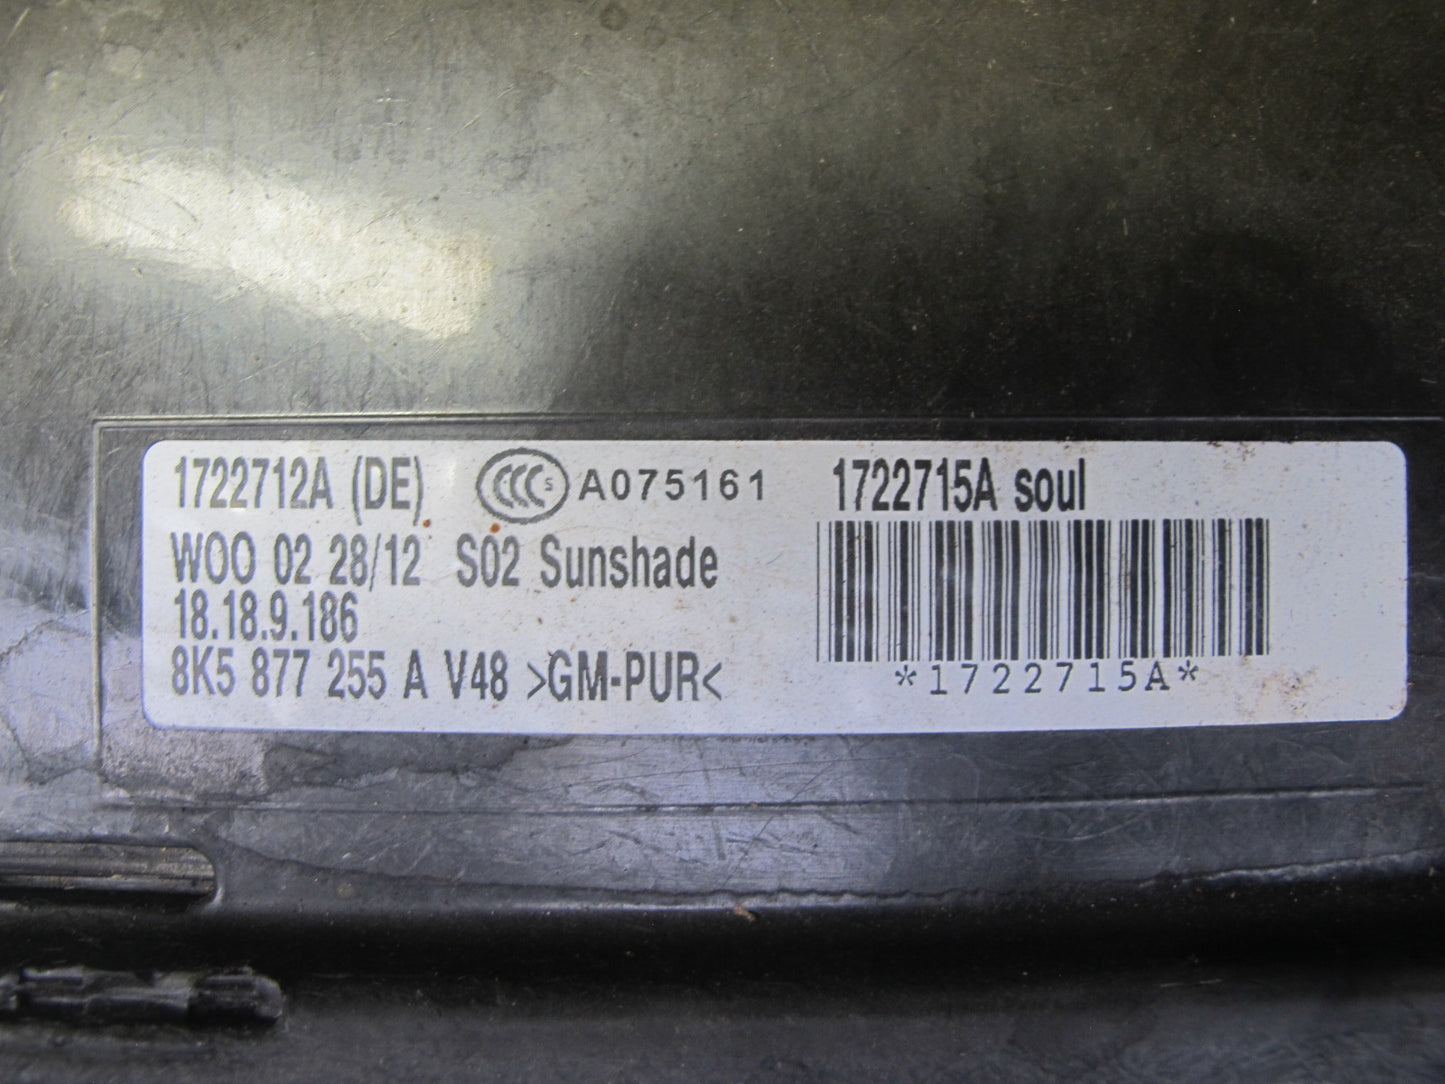 1722712A (DE) CCC S A075161 1722715A soul
WOO 02 28/12 S02 Sunshade
18.18.9.186
8K5 877 255 A V48 >GM-PUR<
*1722715A*